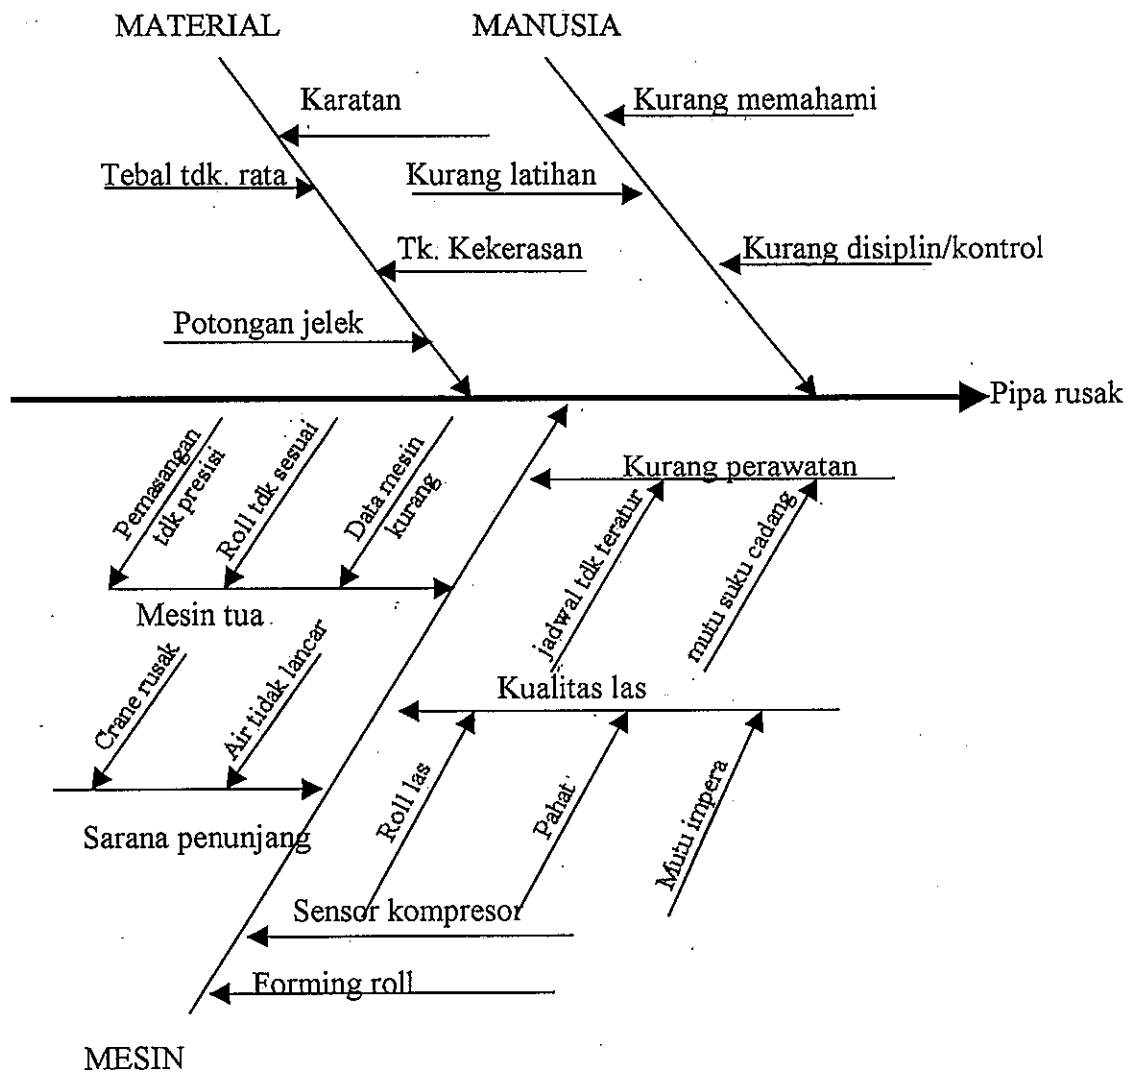 MATERIAL
MANUSIA
Karatan
Kurang memahami
Tebal tdk. rata
Kurang latihan
Tk. Kekerasan
Kurang disiplin/kontrol
Potongan jelek
Pipa rusak
Pemasangan
tdk presisi
Roll tdk sesuai
Data mesin
kurang
Kurang perawatan
jadwal tdk teratur
mutu suku cadang
Mesin tua
Crane rusak
Air tidak lancar
Kualitas las
Roll las
Pahat
Mutu impera
Sarana penunjang
Sensor kompresor
Forming roll
MESIN